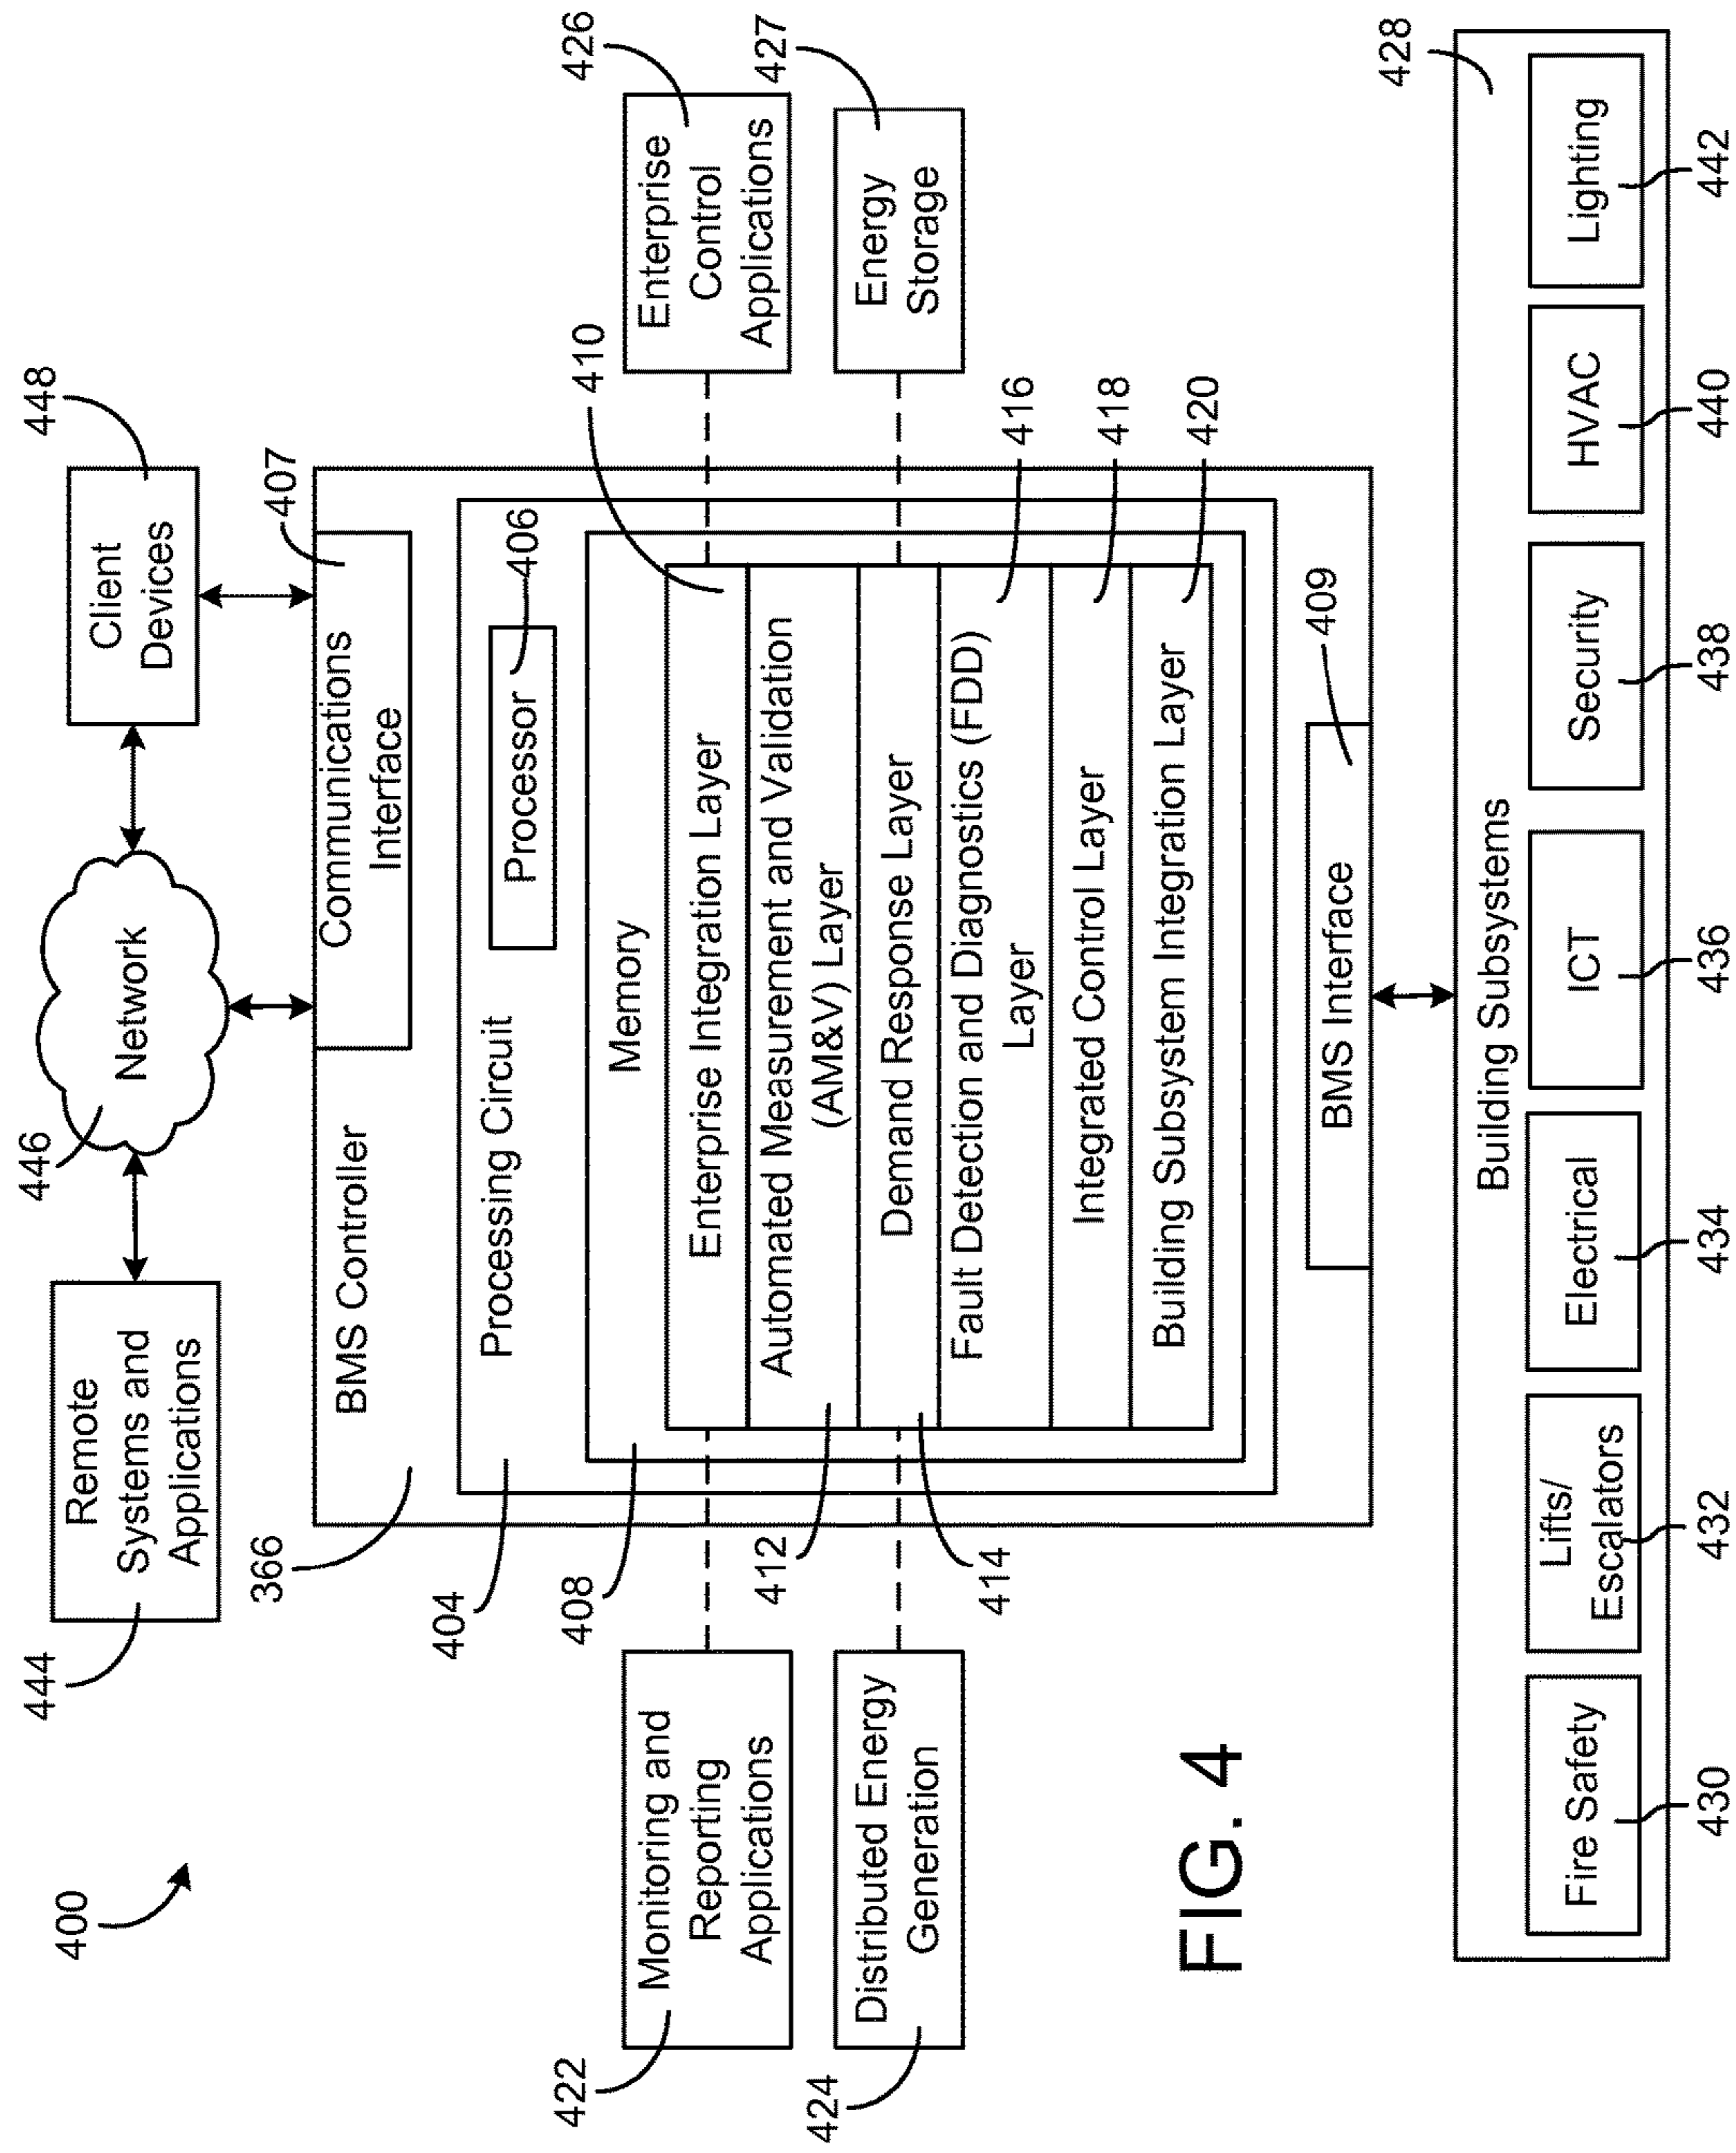 400
444
Remote
Systems and
Applications
446
Network
448
Client
Devices
366
BMS Controller
Communications
Interface
407
404
Processing Circuit
Processor
406
408
Memory
410
Enterprise Integration Layer
Automated Measurement and Validation
(AM&V) Layer
412
Demand Response Layer
414
Fault Detection and Diagnostics (FDD)
Layer
416
Integrated Control Layer
418
Building Subsystem Integration Layer
420
422
Monitoring and
Reporting
Applications
424
Distributed Energy
Generation
426
Enterprise
Control
Applications
427
Energy
Storage
BMS Interface
409
FIG. 4
428
Building Subsystems
Fire Safety
Lifts/
Escalators
Electrical
ICT
Security
HVAC
Lighting
430
432
434
436
438
440
442